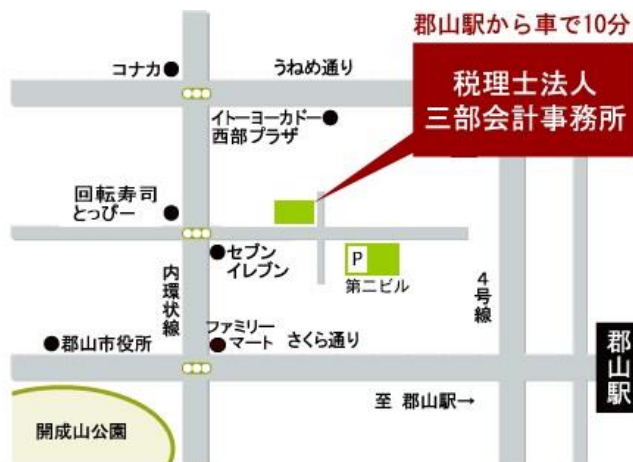 郡山駅から車で10分
税理士法人
三部会計事務所
コナカ
うねめ通り
イトーヨーカドー
西部プラザ
回転寿司
とっぴー
セブン
イレブン
P
第二ビル
内環状線
4号線
ファミリー
マート
さくら通り
郡山市役所
郡山駅
至 郡山駅→
開成山公園